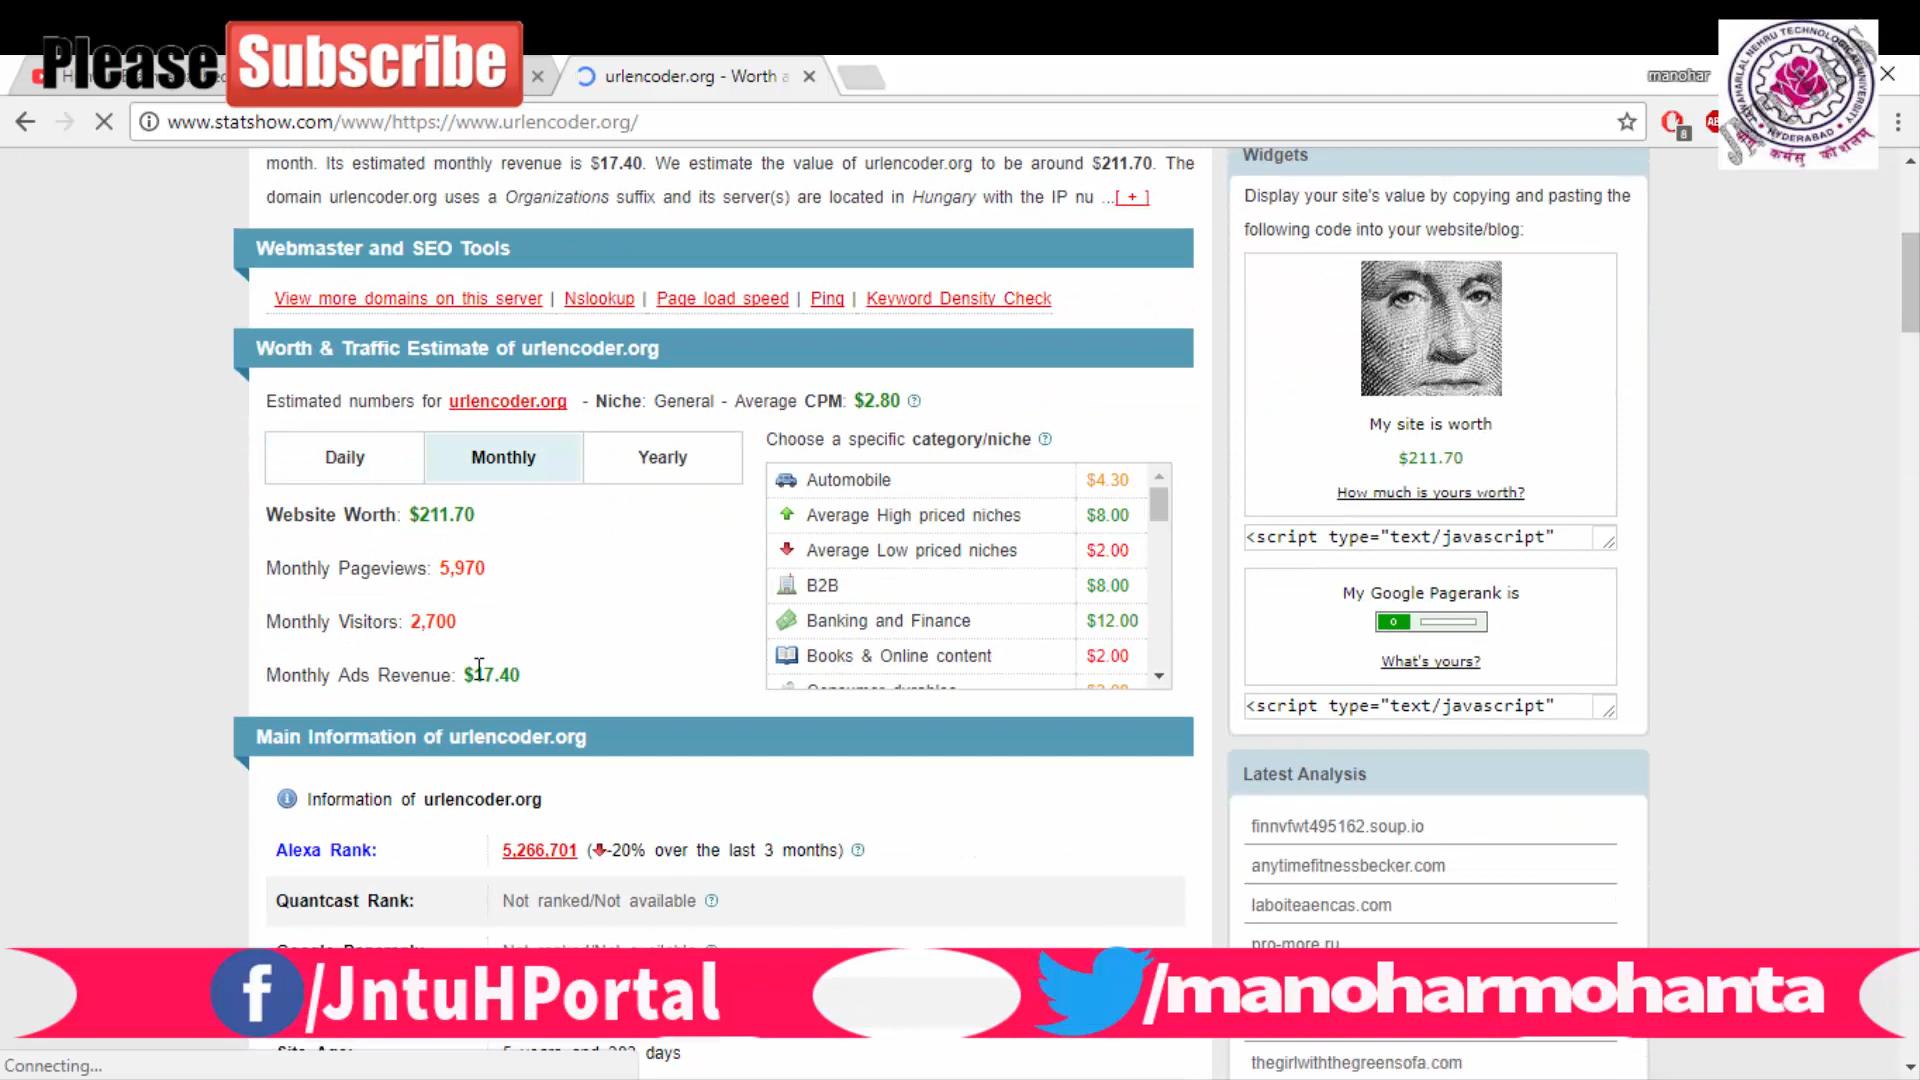 Please Subscribe
urlencoder.org - Worth a
manohar
www.statshow.com/www/https://www.urlencoder.org/
8
JAWAHARLAL NEHRU TECHNOLOGICAL UNIVERSITY
HYDERABAD
month. Its estimated monthly revenue is $17.40. We estimate the value of urlencoder.org to be around $211.70. The
domain urlencoder.org uses a Organizations suffix and its server(s) are located in Hungary with the IP nu ...[ + ]
Webmaster and SEO Tools
View more domains on this server | Nslookup | Page load speed | Ping | Keyword Density Check
Worth & Traffic Estimate of urlencoder.org
Estimated numbers for urlencoder.org - Niche: General - Average CPM: $2.80
Daily
Monthly
Yearly
Website Worth: $211.70
Monthly Pageviews: 5,970
Monthly Visitors: 2,700
Monthly Ads Revenue: $17.40
Choose a specific category/niche
Automobile $4.30
Average High priced niches $8.00
Average Low priced niches $2.00
B2B $8.00
Banking and Finance $12.00
Books & Online content $2.00
Main Information of urlencoder.org
Information of urlencoder.org
Alexa Rank: 5,266,701 (-20% over the last 3 months)
Quantcast Rank: Not ranked/Not available
days
Widgets
Display your site's value by copying and pasting the
following code into your website/blog:
My site is worth
$211.70
How much is yours worth?
<script type="text/javascript"
My Google Pagerank is
0
What's yours?
<script type="text/javascript"
Latest Analysis
finnvfwt495162.soup.io
anytimefitnessbecker.com
laboiteaencas.com
pro-more.ru
thegirlwiththegreensofa.com
f/JntuHPortal
/manoharmohanta
Connecting...